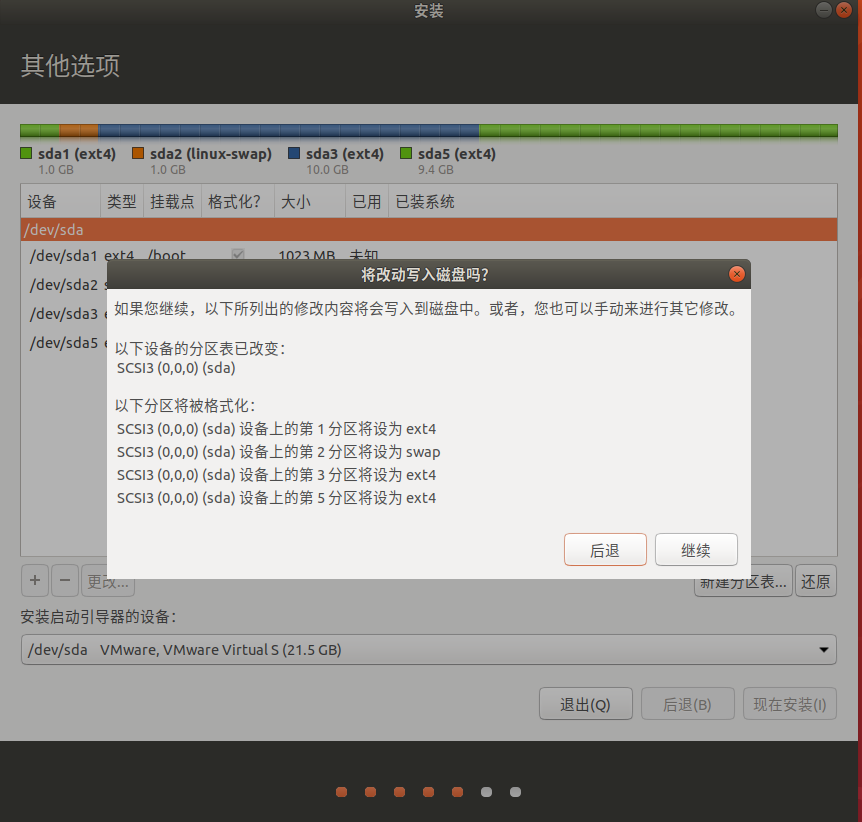 安装
其他选项
sda1 (ext4) sda2 (linux-swap) sda3 (ext4) sda5 (ext4)
1.0 GB 1.0 GB 10.0 GB 9.4 GB
设备 类型 挂载点 格式化? 大小 已用 已装系统
/dev/sda
/dev/sda1 ext4 /boot 1023 MB 未知
/dev/sda2
/dev/sda3
/dev/sda5
将改动写入磁盘吗?
如果您继续，以下所列出的修改内容将会写入到磁盘中。或者，您也可以手动来进行其它修改。
以下设备的分区表已改变：
SCSI3 (0,0,0) (sda)
以下分区将被格式化：
SCSI3 (0,0,0) (sda) 设备上的第 1 分区将设为 ext4
SCSI3 (0,0,0) (sda) 设备上的第 2 分区将设为 swap
SCSI3 (0,0,0) (sda) 设备上的第 3 分区将设为 ext4
SCSI3 (0,0,0) (sda) 设备上的第 5 分区将设为 ext4
后退 继续
+ − 更改... 新建分区表... 还原
安装启动引导器的设备：
/dev/sda VMware, VMware Virtual S (21.5 GB)
退出(Q) 后退(B) 现在安装(I)